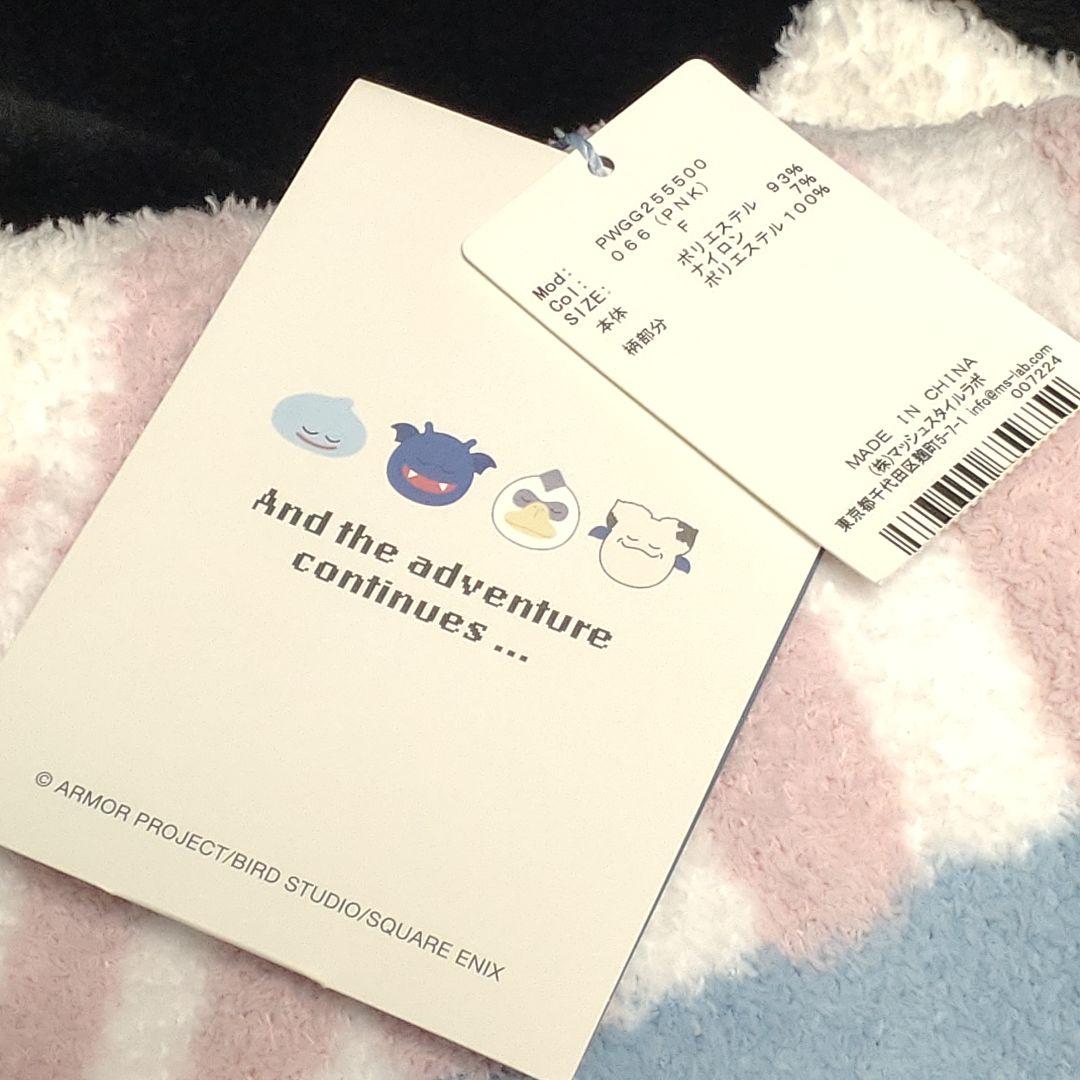 And the adventure
continues ...
© ARMOR PROJECT/BIRD STUDIO/SQUARE ENIX
Mod: PWGG255500
Col: 066 (PNK)
SIZE: F
本体 ポリエステル 93%
ナイロン 7%
柄部分 ポリエステル100%
MADE IN CHINA
(株)マッシュスタイルラボ
東京都千代田区麹町5-7-1 info@ms-lab.com
007224